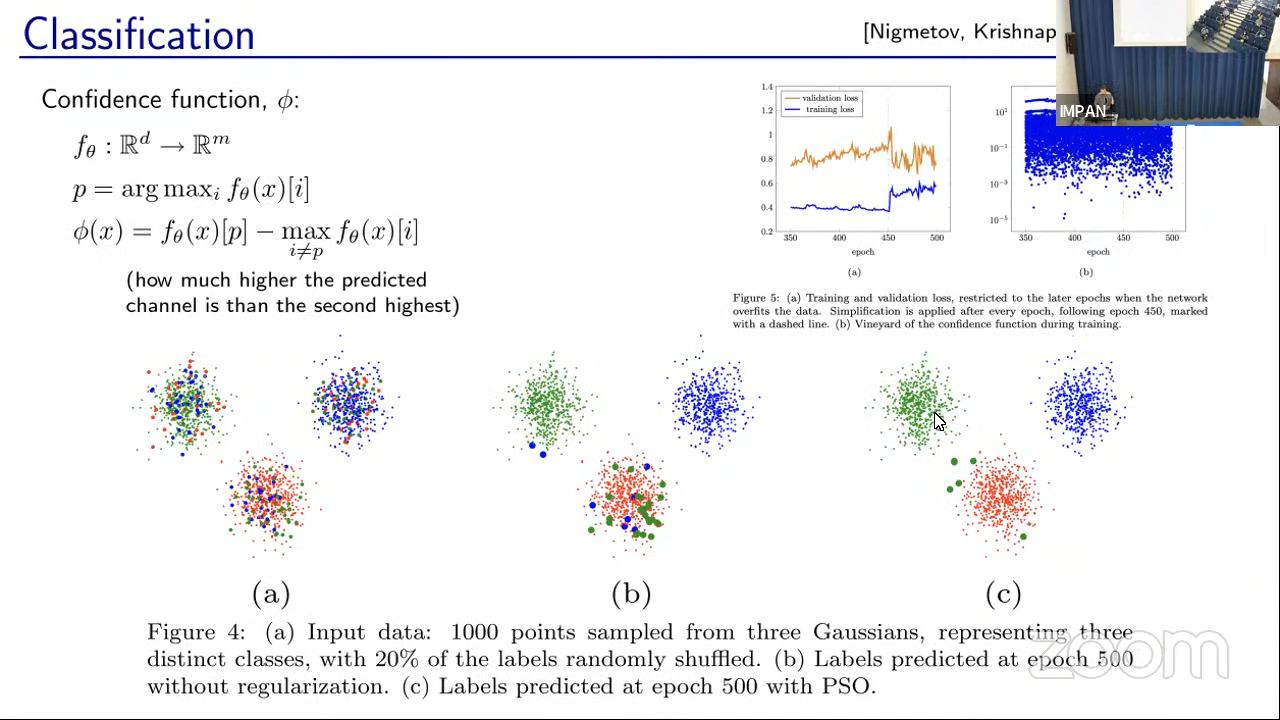 Classification
[Nigmetov, Krishnap
IMPAN
Confidence function, ϕ:
f_θ : ℝ^d → ℝ^m
p = arg max_i f_θ(x)[i]
ϕ(x) = f_θ(x)[p] − max_{i≠p} f_θ(x)[i]
(how much higher the predicted
channel is than the second highest)
1.4
1.2
1
0.8
0.6
0.4
0.2
validation loss
training loss
350 400 450 500
epoch
(a)
10^1
10^-1
10^-3
10^-5
350 400 450 500
epoch
(b)
Figure 5: (a) Training and validation loss, restricted to the later epochs when the network
overfits the data. Simplification is applied after every epoch, following epoch 450, marked
with a dashed line. (b) Vineyard of the confidence function during training.
(a) (b) (c)
Figure 4: (a) Input data: 1000 points sampled from three Gaussians, representing three
distinct classes, with 20% of the labels randomly shuffled. (b) Labels predicted at epoch 500
without regularization. (c) Labels predicted at epoch 500 with PSO.
zoom